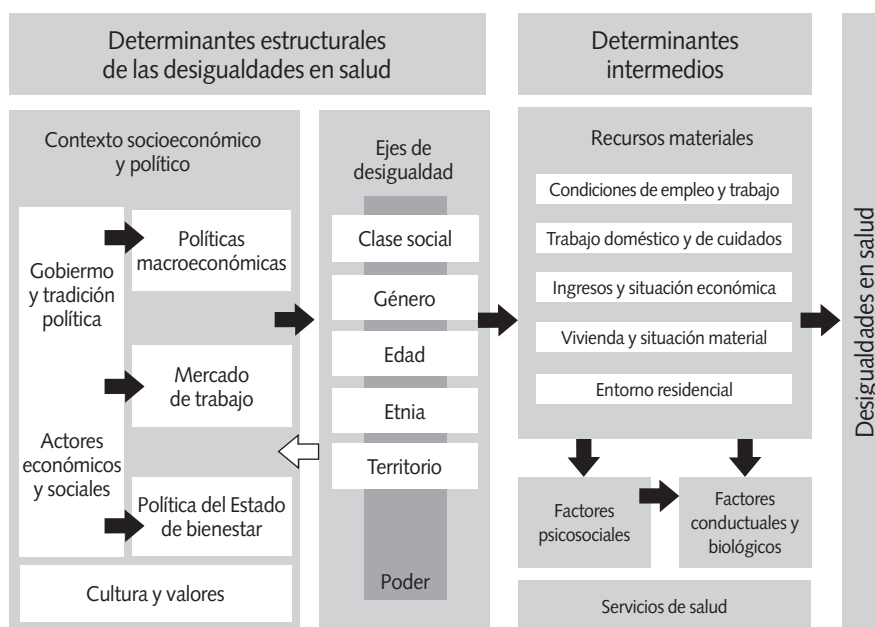 Determinantes estructurales
de las desigualdades en salud
Determinantes
intermedios
Contexto socioeconómico
y político
Gobiermo
y tradición
política
Actores
económicos
y sociales
Políticas
macroeconómicas
Mercado
de trabajo
Política del Estado
de bienestar
Cultura y valores
Ejes de
desigualdad
Clase social
Género
Edad
Etnia
Territorio
Poder
Recursos materiales
Condiciones de empleo y trabajo
Trabajo doméstico y de cuidados
Ingresos y situación económica
Vivienda y situación material
Entorno residencial
Factores
psicosociales
Factores
conductuales y
biológicos
Servicios de salud
Desigualdades en salud